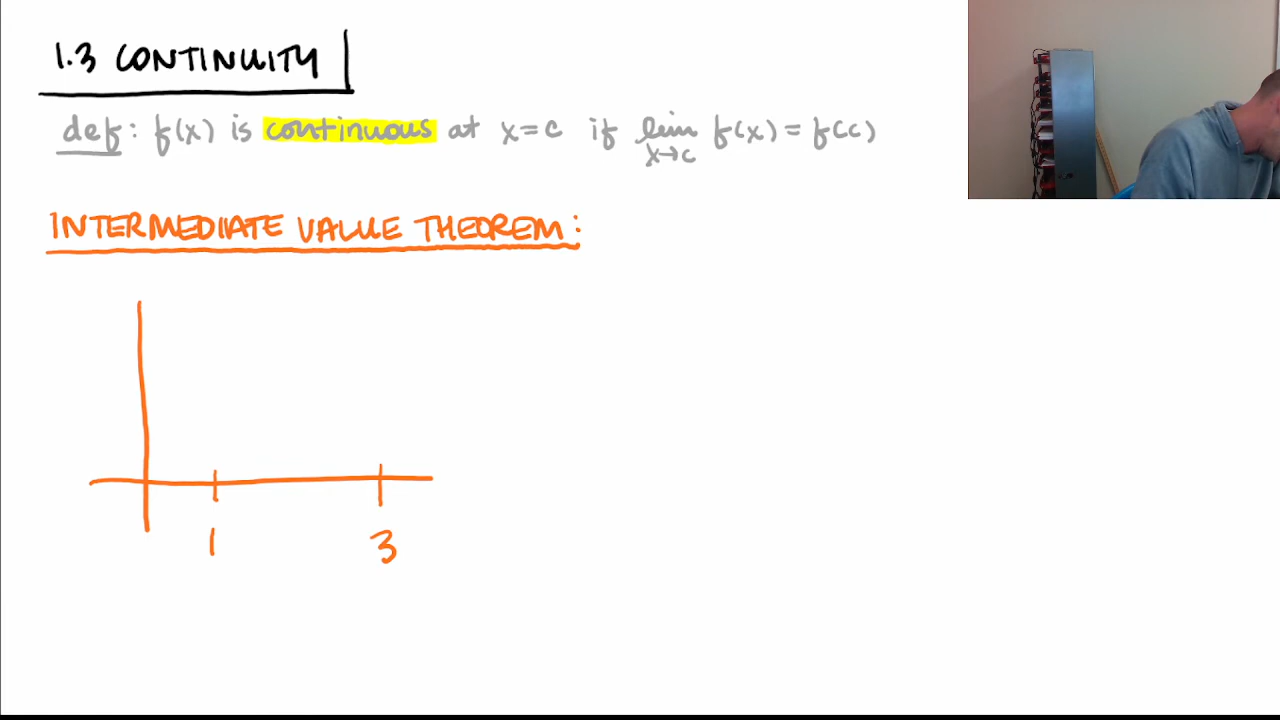 1.3 CONTINUITY
def: f(x) is continuous at x=c if lim f(x) = f(c)
x→c
INTERMEDIATE VALUE THEOREM:
1 3